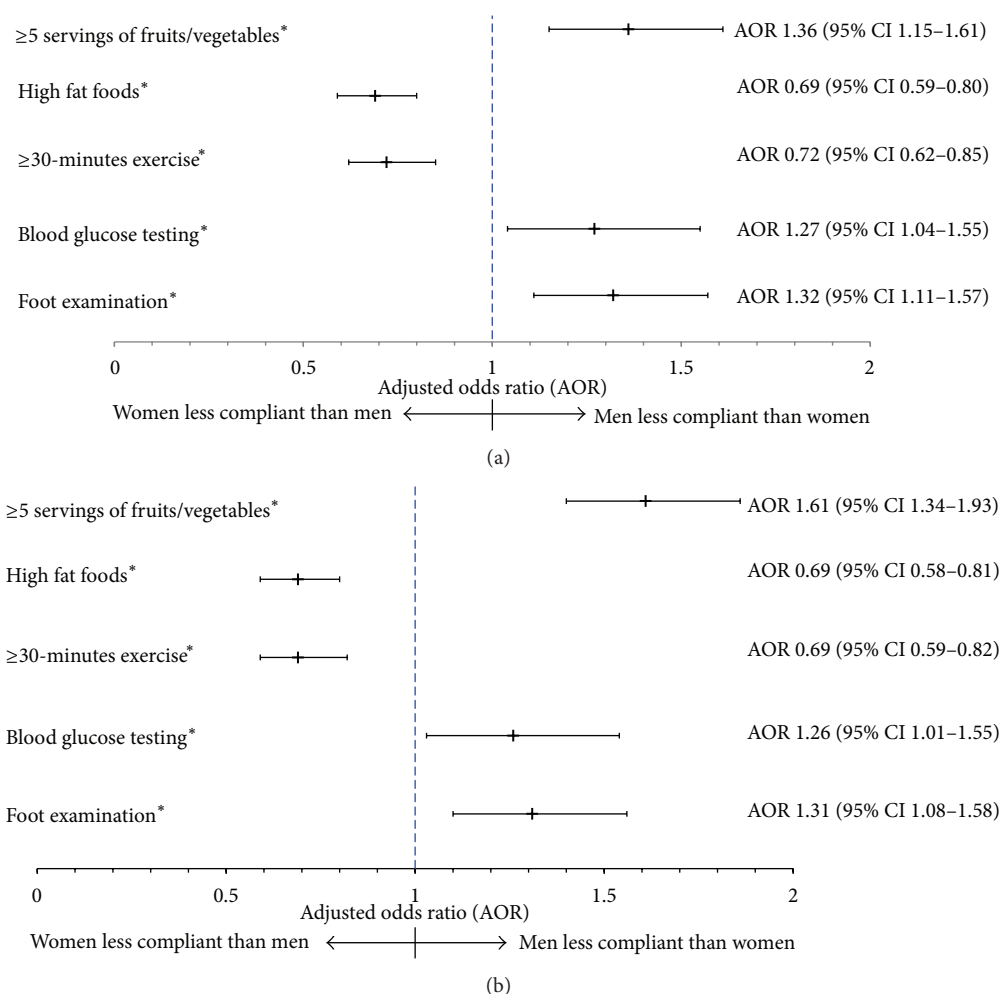 ≥5 servings of fruits/vegetables* AOR 1.36 (95% CI 1.15–1.61)
High fat foods* AOR 0.69 (95% CI 0.59–0.80)
≥30-minutes exercise* AOR 0.72 (95% CI 0.62–0.85)
Blood glucose testing* AOR 1.27 (95% CI 1.04–1.55)
Foot examination* AOR 1.32 (95% CI 1.11–1.57)
0 0.5 1 1.5 2
Adjusted odds ratio (AOR)
Women less compliant than men Men less compliant than women
(a)
≥5 servings of fruits/vegetables* AOR 1.61 (95% CI 1.34–1.93)
High fat foods* AOR 0.69 (95% CI 0.58–0.81)
≥30-minutes exercise* AOR 0.69 (95% CI 0.59–0.82)
Blood glucose testing* AOR 1.26 (95% CI 1.01–1.55)
Foot examination* AOR 1.31 (95% CI 1.08–1.58)
0 0.5 1 1.5 2
Adjusted odds ratio (AOR)
Women less compliant than men Men less compliant than women
(b)